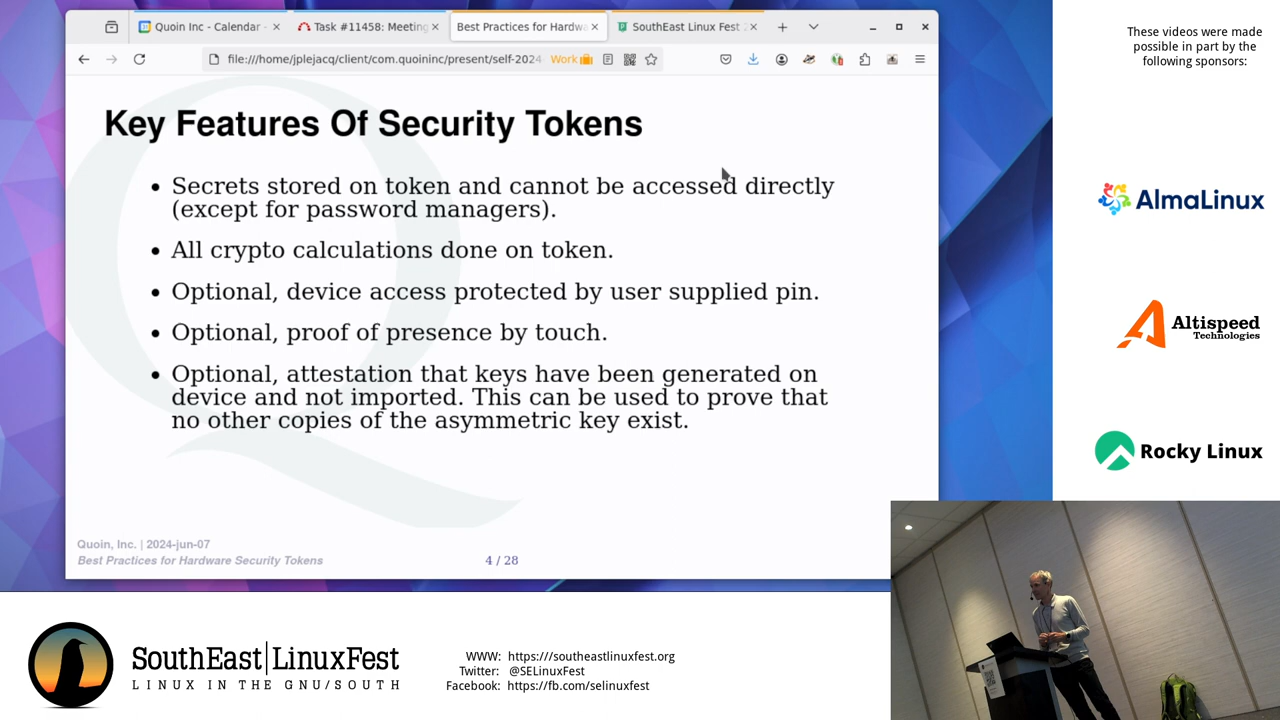 Quoin Inc - Calendar -
Task #11458: Meeting
Best Practices for Hardwa
SouthEast Linux Fest 2
file:///home/jplejacq/client/com.quoininc/present/self-2024
Work
Key Features Of Security Tokens
• Secrets stored on token and cannot be accessed directly
(except for password managers).
• All crypto calculations done on token.
• Optional, device access protected by user supplied pin.
• Optional, proof of presence by touch.
• Optional, attestation that keys have been generated on
device and not imported. This can be used to prove that
no other copies of the asymmetric key exist.
Quoin, Inc. | 2024-jun-07
Best Practices for Hardware Security Tokens
4 / 28
These videos were made
possible in part by the
following sponsors:
AlmaLinux
Altispeed
Technologies
Rocky Linux
SouthEast LinuxFest
LINUX IN THE GNU/SOUTH
WWW: https://southeastlinuxfest.org
Twitter: @SELinuxFest
Facebook: https://fb.com/selinuxfest